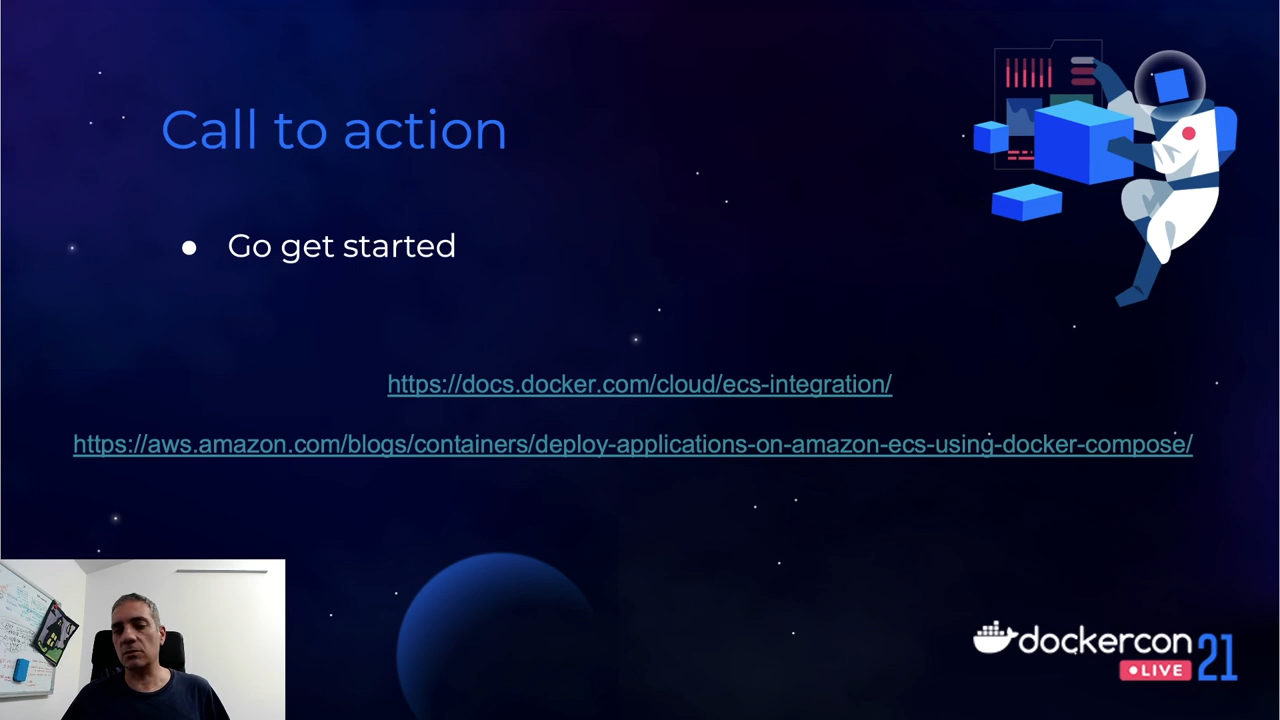 Call to action
● Go get started
https://docs.docker.com/cloud/ecs-integration/
https://aws.amazon.com/blogs/containers/deploy-applications-on-amazon-ecs-using-docker-compose/
dockercon
LIVE 21